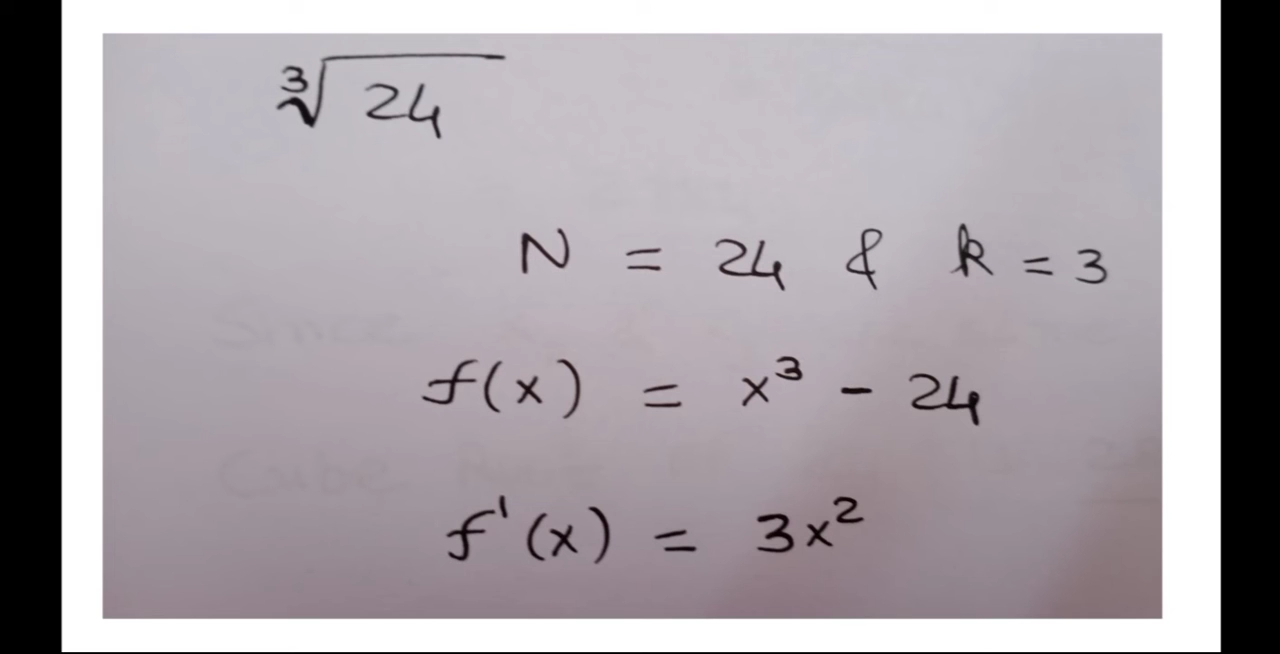 ∛24
N = 24 & k = 3
f(x) = x³ - 24
f'(x) = 3x²